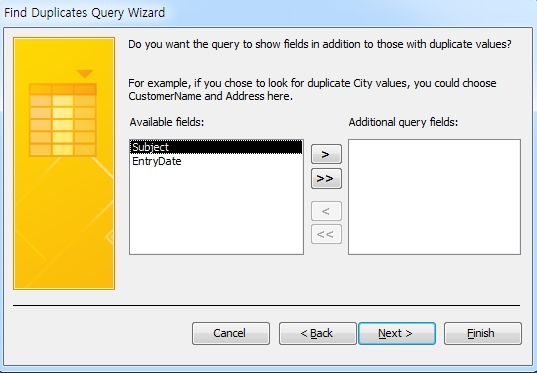 Find Duplicates Query Wizard
Do you want the query to show fields in addition to those with duplicate values?
For example, if you chose to look for duplicate City values, you could choose
CustomerName and Address here.
Available fields:
Additional query fields:
Subject
EntryDate
>
>>
<
<<
Cancel
< Back
Next >
Finish